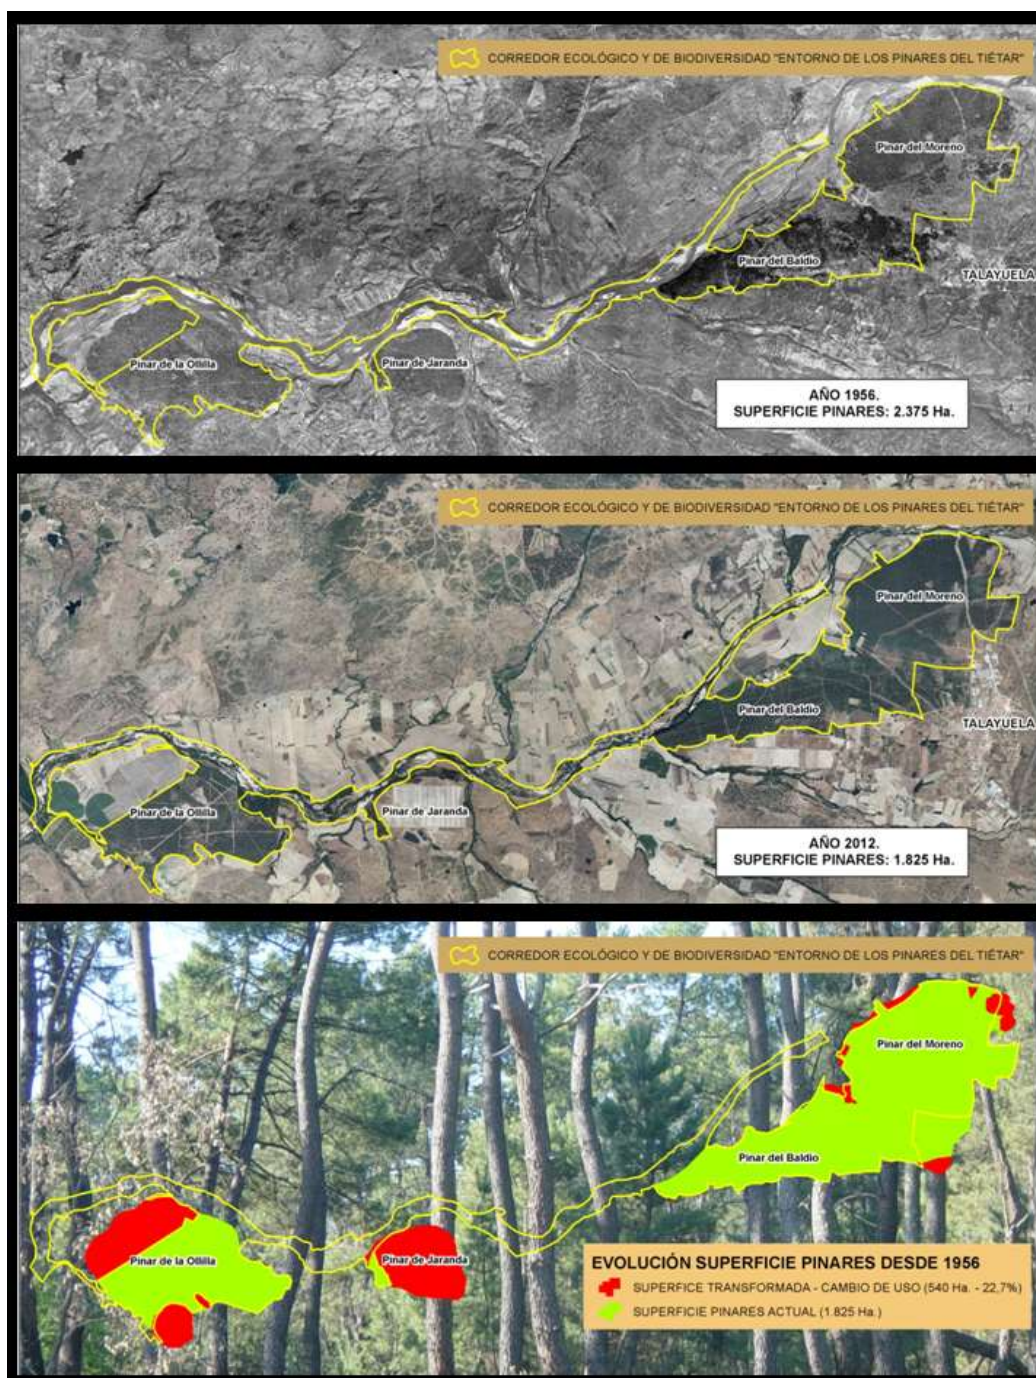 CORREDOR ECOLÓGICO Y DE BIODIVERSIDAD "ENTORNO DE LOS PINARES DEL TIÉTAR"
Pinar del Moreno
Pinar del Baldío
TALAYUELA
Pinar de la Ollilla
Pinar de Jaranda
AÑO 1956.
SUPERFICIE PINARES: 2.375 Ha.
CORREDOR ECOLÓGICO Y DE BIODIVERSIDAD "ENTORNO DE LOS PINARES DEL TIÉTAR"
Pinar del Moreno
Pinar del Baldío
TALAYUELA
Pinar de la Ollilla
Pinar de Jaranda
AÑO 2012.
SUPERFICIE PINARES: 1.825 Ha.
CORREDOR ECOLÓGICO Y DE BIODIVERSIDAD "ENTORNO DE LOS PINARES DEL TIÉTAR"
Pinar del Moreno
Pinar del Baldío
Pinar de la Ollilla
Pinar de Jaranda
EVOLUCIÓN SUPERFICIE PINARES DESDE 1956
SUPERFICE TRANSFORMADA - CAMBIO DE USO (540 Ha. - 22,7%)
SUPERFICIE PINARES ACTUAL (1.825 Ha.)